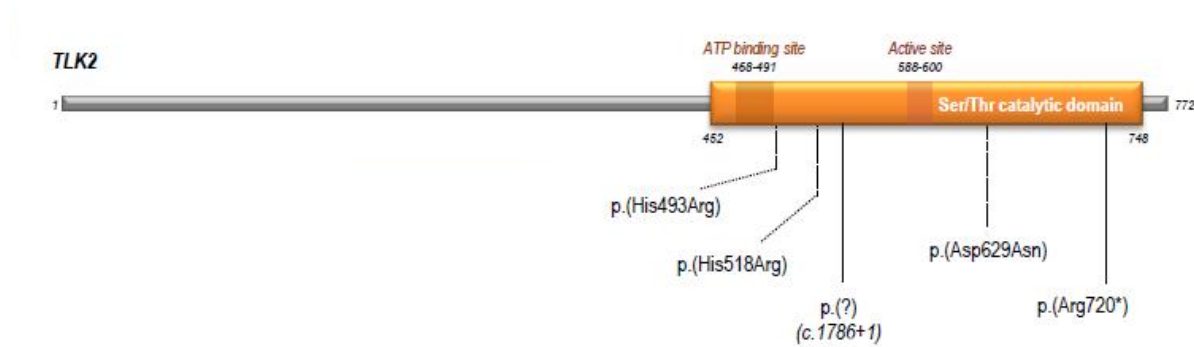 TLK2
ATP binding site
468-491
Active site
588-600
1
Ser/Thr catalytic domain
772
452
748
p.(His493Arg)
p.(His518Arg)
p.(Asp629Asn)
p.(?)
(c.1786+1)
p.(Arg720*)